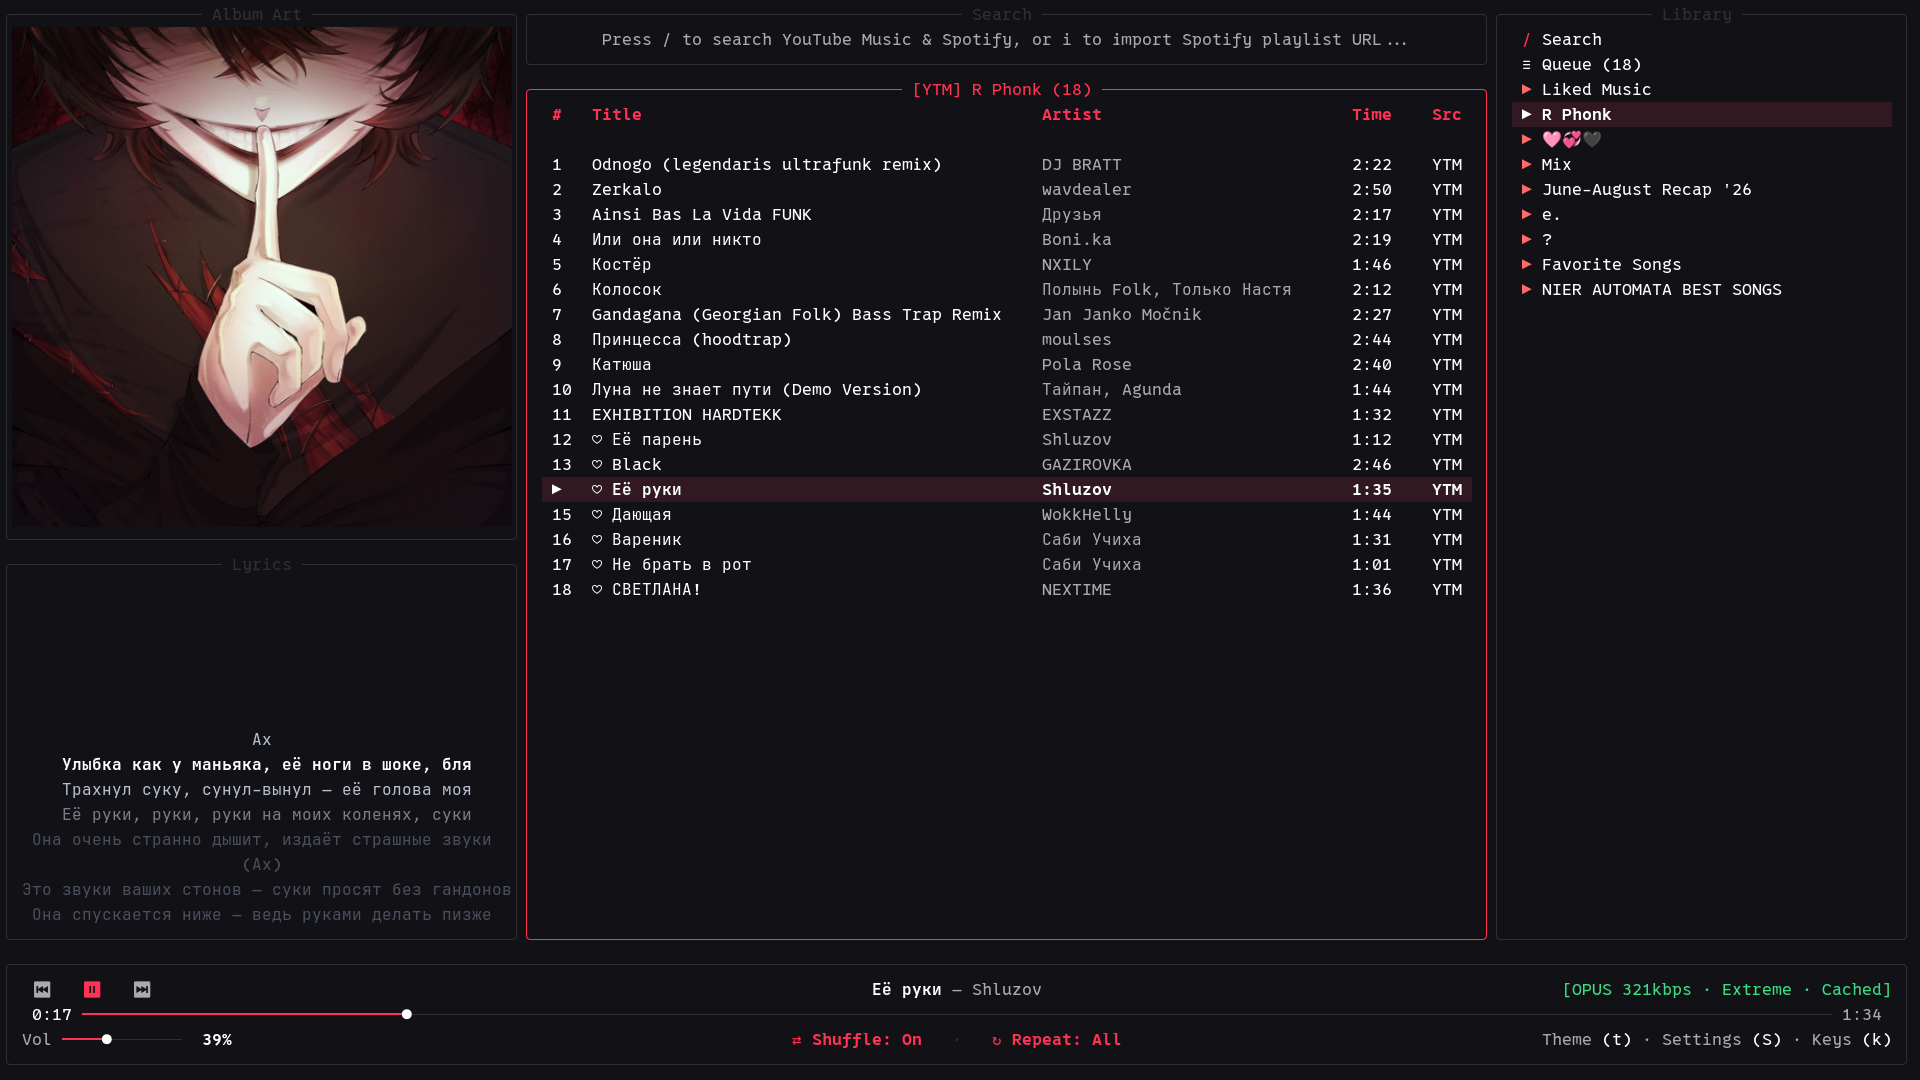 Album Art
Search
Press / to search YouTube Music & Spotify, or i to import Spotify playlist URL...
[YTM] R Phonk (18)
# Title Artist Time Src
1 Odnogo (legendaris ultrafunk remix) DJ BRATT 2:22 YTM
2 Zerkalo wavdealer 2:50 YTM
3 Ainsi Bas La Vida FUNK Друзья 2:17 YTM
4 Или она или никто Boni.ka 2:19 YTM
5 Костёр NXILY 1:46 YTM
6 Колосок Полынь Folk, Только Настя 2:12 YTM
7 Gandagana (Georgian Folk) Bass Trap Remix Jan Janko Močnik 2:27 YTM
8 Принцесса (hoodtrap) moulses 2:44 YTM
9 Катюша Pola Rose 2:40 YTM
10 Луна не знает пути (Demo Version) Тайпан, Agunda 1:44 YTM
11 EXHIBITION HARDTEKK EXSTAZZ 1:32 YTM
12 ♡ Её парень Shluzov 1:12 YTM
13 ♡ Black GAZIROVKA 2:46 YTM
▶ ♡ Её руки Shluzov 1:35 YTM
15 ♡ Дающая WokkHelly 1:44 YTM
16 ♡ Вареник Саби Учиха 1:31 YTM
17 ♡ Не брать в рот Саби Учиха 1:01 YTM
18 ♡ СВЕТЛАНА! NEXTIME 1:36 YTM
Library
/ Search
≡ Queue (18)
▶ Liked Music
▶ R Phonk
▶ 🩷💞🖤
▶ Mix
▶ June-August Recap '26
▶ e.
▶ ?
▶ Favorite Songs
▶ NIER AUTOMATA BEST SONGS
Lyrics
Ах
Улыбка как у маньяка, её ноги в шоке, бля
Трахнул суку, сунул-вынул — её голова моя
Её руки, руки, руки на моих коленях, суки
Она очень странно дышит, издаёт страшные звуки
(Ах)
Это звуки ваших стонов — суки просят без гандонов
Она спускается ниже — ведь руками делать пизже
⏮ ⏸ ⏭ Её руки — Shluzov [OPUS 321kbps · Extreme · Cached]
0:17 1:34
Vol 39% ⇄ Shuffle: On · ↻ Repeat: All Theme (t) · Settings (S) · Keys (k)